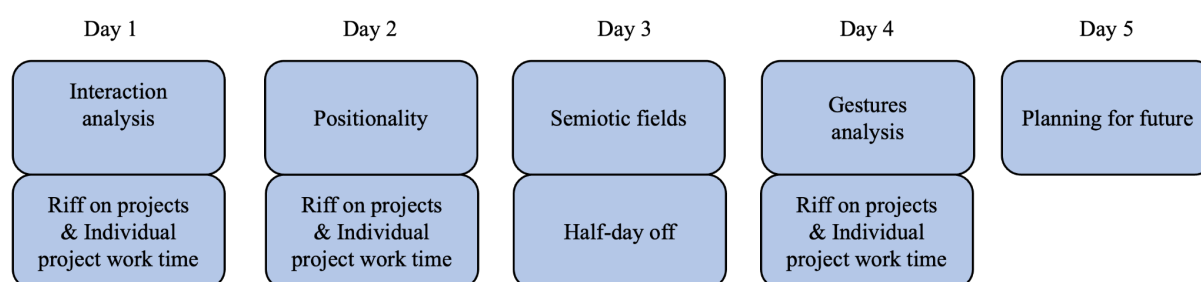 Day 1
Day 2
Day 3
Day 4
Day 5
Interaction
analysis
Positionality
Semiotic fields
Gestures
analysis
Planning for future
Riff on projects
& Individual
project work time
Riff on projects
& Individual
project work time
Half-day off
Riff on projects
& Individual
project work time